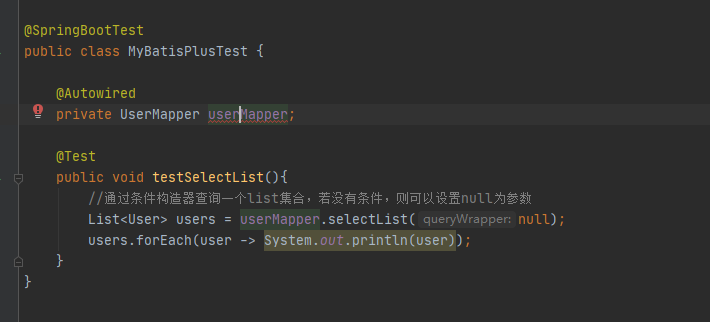 @SpringBootTest
public class MyBatisPlusTest {
@Autowired
private UserMapper userMapper;
@Test
public void testSelectList(){
//通过条件构造器查询一个list集合，若没有条件，则可以设置null为参数
List<User> users = userMapper.selectList( queryWrapper: null);
users.forEach(user -> System.out.println(user));
}
}